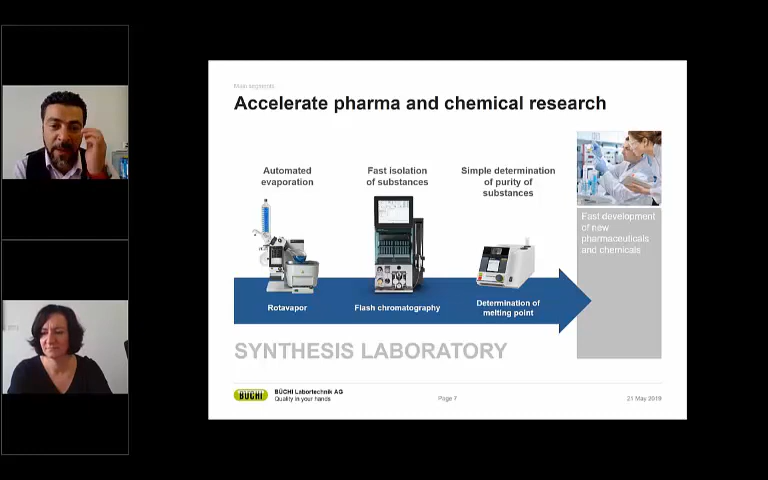 Main segments
Accelerate pharma and chemical research
Automated
evaporation
Fast isolation
of substances
Simple determination
of purity of
substances
Fast development
of new
pharmaceuticals
and chemicals
Rotavapor
Flash chromatography
Determination of
melting point
SYNTHESIS LABORATORY
BUCHI
BÜCHI Labortechnik AG
Quality in your hands
Page 7
21 May 2019